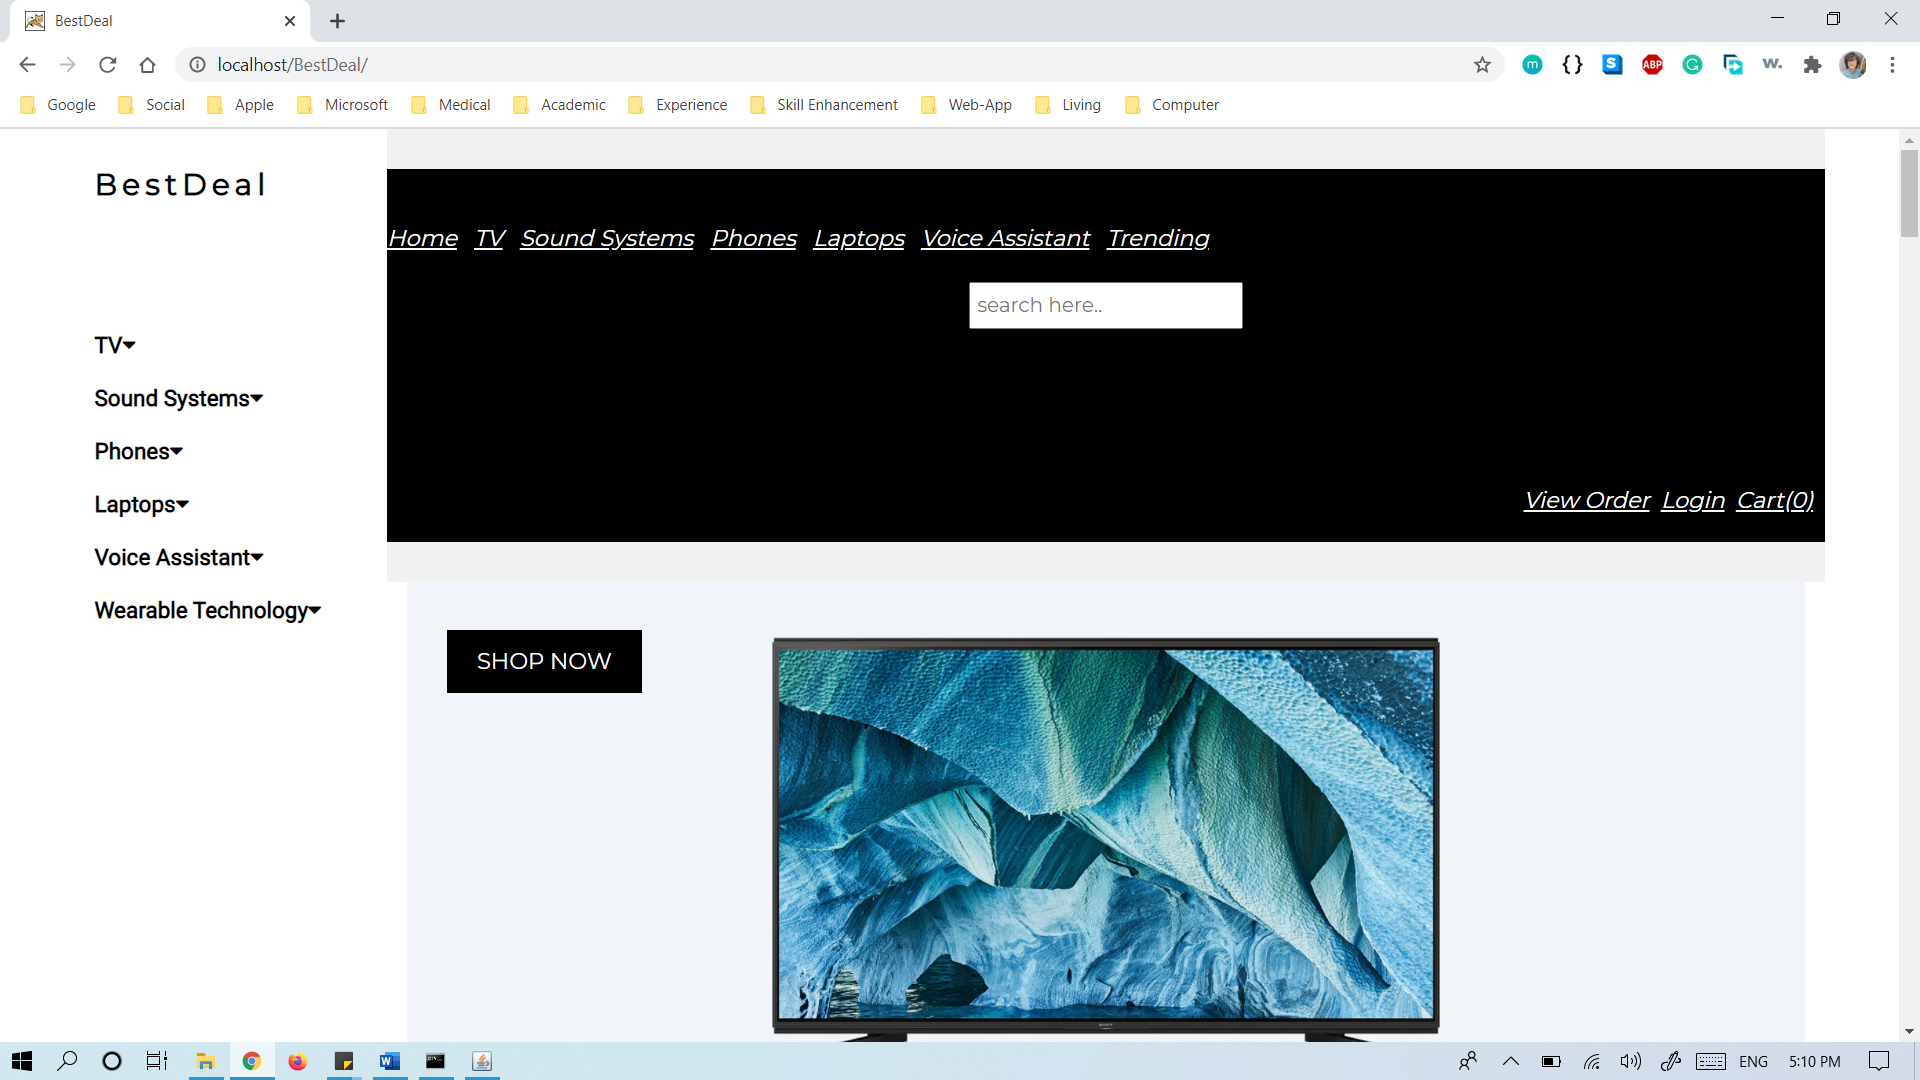 BestDeal
localhost/BestDeal/
m {} S ABP G w.
Google Social Apple Microsoft Medical Academic Experience Skill Enhancement Web-App Living Computer
BestDeal
Home TV Sound Systems Phones Laptops Voice Assistant Trending
search here..
TV
Sound Systems
Phones
Laptops
Voice Assistant
Wearable Technology
View Order Login Cart(0)
SHOP NOW
SONY
W ENG 5:10 PM